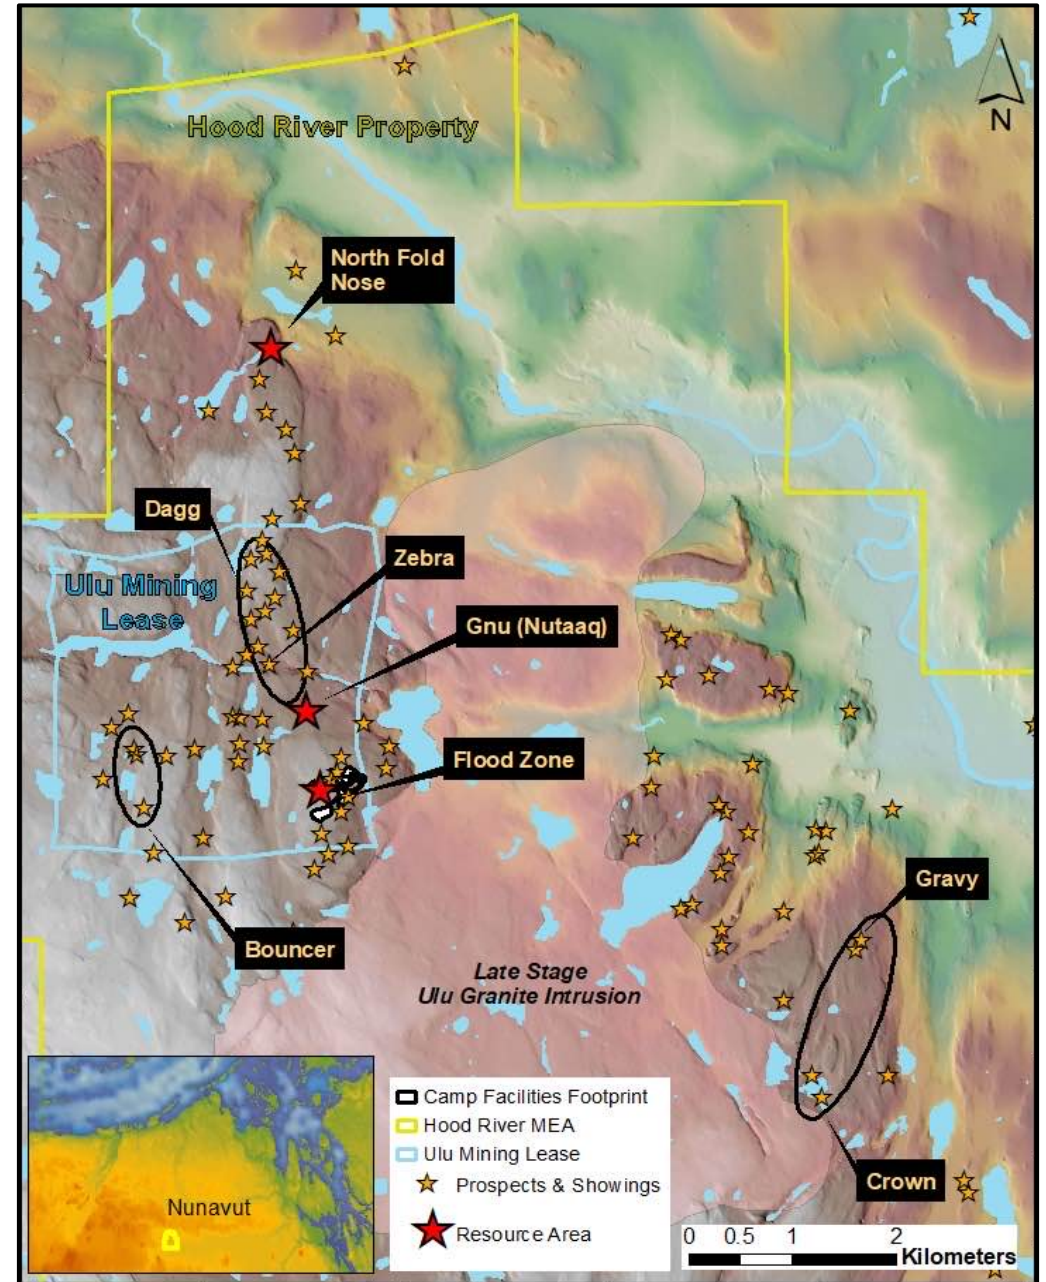 N
Hood River Property
North Fold
Nose
Dagg
Zebra
Ulu Mining
Lease
Gnu (Nutaaq)
Flood Zone
Gravy
Bouncer
Late Stage
Ulu Granite Intrusion
Crown
Nunavut
Camp Facilities Footprint
Hood River MEA
Ulu Mining Lease
Prospects & Showings
Resource Area
0 0.5 1 2
Kilometers